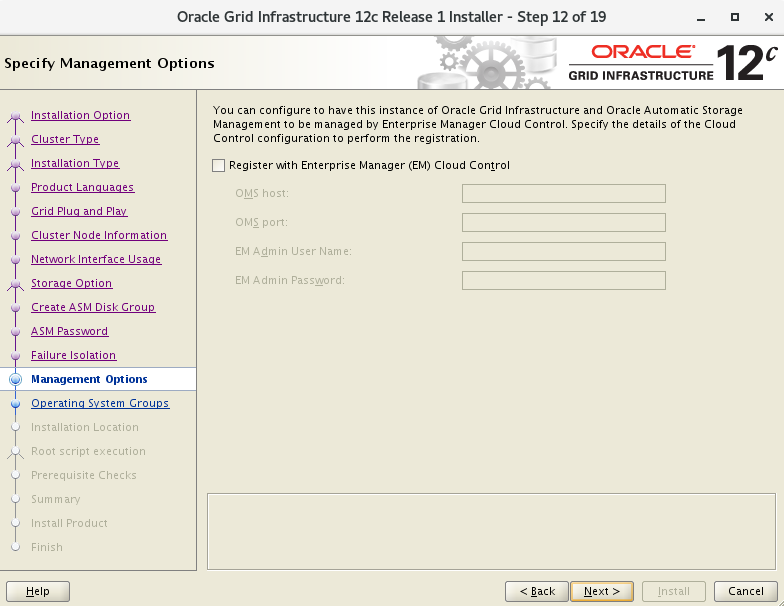 Oracle Grid Infrastructure 12c Release 1 Installer - Step 12 of 19
Specify Management Options
ORACLE
GRID INFRASTRUCTURE
12c
Installation Option
Cluster Type
Installation Type
Product Languages
Grid Plug and Play
Cluster Node Information
Network Interface Usage
Storage Option
Create ASM Disk Group
ASM Password
Failure Isolation
Management Options
Operating System Groups
Installation Location
Root script execution
Prerequisite Checks
Summary
Install Product
Finish
You can configure to have this instance of Oracle Grid Infrastructure and Oracle Automatic Storage
Management to be managed by Enterprise Manager Cloud Control. Specify the details of the Cloud
Control configuration to perform the registration.
Register with Enterprise Manager (EM) Cloud Control
OMS host:
OMS port:
EM Admin User Name:
EM Admin Password:
Help
< Back
Next >
Install
Cancel